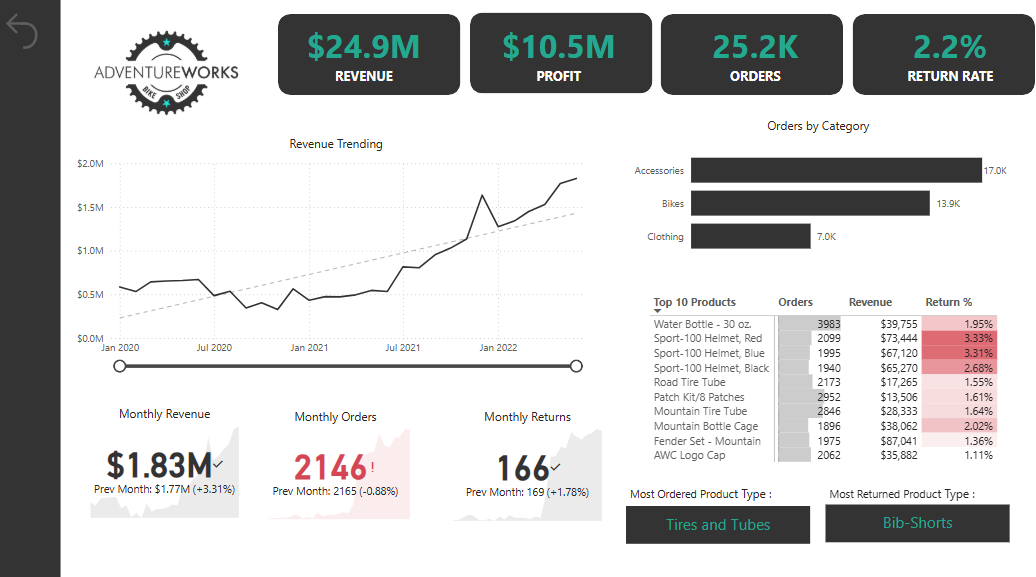 ADVENTUREWORKS
BIKE SHOP
$24.9M
REVENUE
$10.5M
PROFIT
25.2K
ORDERS
2.2%
RETURN RATE
Revenue Trending
$2.0M
$1.5M
$1.0M
$0.5M
$0.0M
Jan 2020 Jul 2020 Jan 2021 Jul 2021 Jan 2022
Orders by Category
Accessories 17.0K
Bikes 13.9K
Clothing 7.0K
Top 10 Products Orders Revenue Return %
Water Bottle - 30 oz. 3983 $39,755 1.95%
Sport-100 Helmet, Red 2099 $73,444 3.33%
Sport-100 Helmet, Blue 1995 $67,120 3.31%
Sport-100 Helmet, Black 1940 $65,270 2.68%
Road Tire Tube 2173 $17,265 1.55%
Patch Kit/8 Patches 2952 $13,506 1.61%
Mountain Tire Tube 2846 $28,333 1.64%
Mountain Bottle Cage 1896 $38,062 2.02%
Fender Set - Mountain 1975 $87,041 1.36%
AWC Logo Cap 2062 $35,882 1.11%
Monthly Revenue
$1.83M
Prev Month: $1.77M (+3.31%)
Monthly Orders
2146!
Prev Month: 2165 (-0.88%)
Monthly Returns
166
Prev Month: 169 (+1.78%)
Most Ordered Product Type :
Tires and Tubes
Most Returned Product Type :
Bib-Shorts